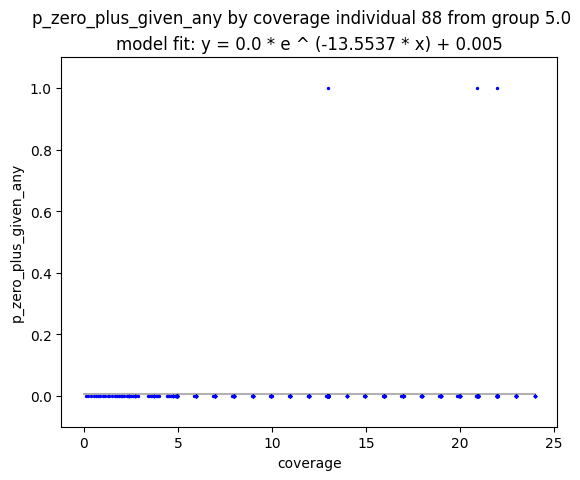 p_zero_plus_given_any by coverage individual 88 from group 5.0
model fit: y = 0.0 * e ^ (-13.5537 * x) + 0.005
1.0
0.8
0.6
0.4
0.2
0.0
p_zero_plus_given_any
0 5 10 15 20 25
coverage